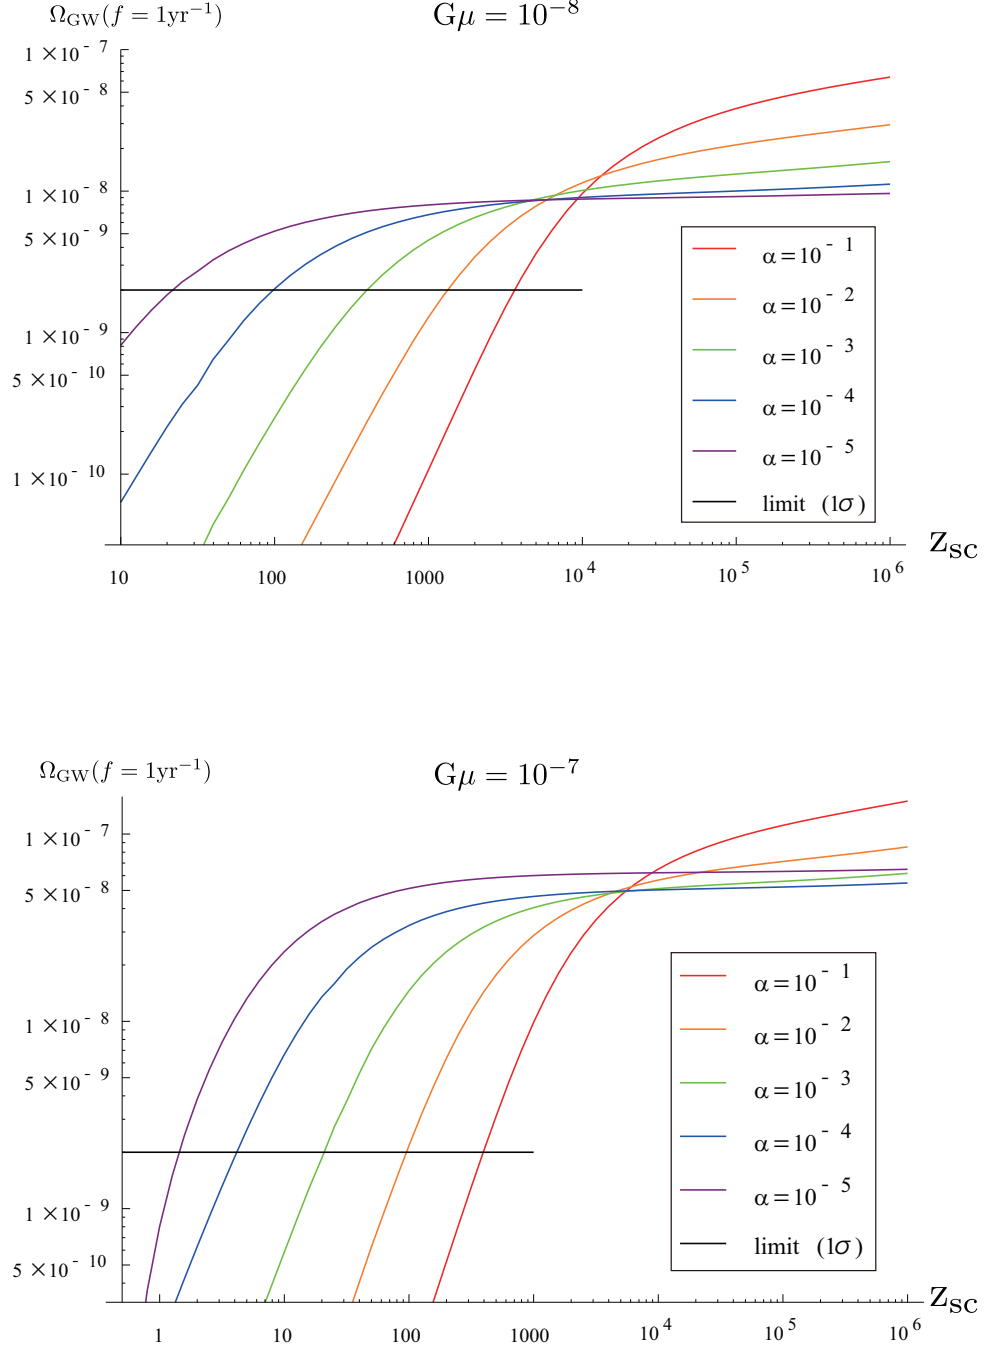 Ω_GW(f = 1yr⁻¹)
Gμ = 10⁻⁸
1 ×10⁻⁷
5 ×10⁻⁸
1 ×10⁻⁸
5 ×10⁻⁹
1 ×10⁻⁹
5 ×10⁻¹⁰
1 ×10⁻¹⁰
α=10⁻¹
α=10⁻²
α=10⁻³
α=10⁻⁴
α=10⁻⁵
limit (1σ)
10 100 1000 10⁴ 10⁵ 10⁶
z_sc
Ω_GW(f = 1yr⁻¹)
Gμ = 10⁻⁷
1 ×10⁻⁷
5 ×10⁻⁸
1 ×10⁻⁸
5 ×10⁻⁹
1 ×10⁻⁹
5 ×10⁻¹⁰
α=10⁻¹
α=10⁻²
α=10⁻³
α=10⁻⁴
α=10⁻⁵
limit (1σ)
1 10 100 1000 10⁴ 10⁵ 10⁶
z_sc